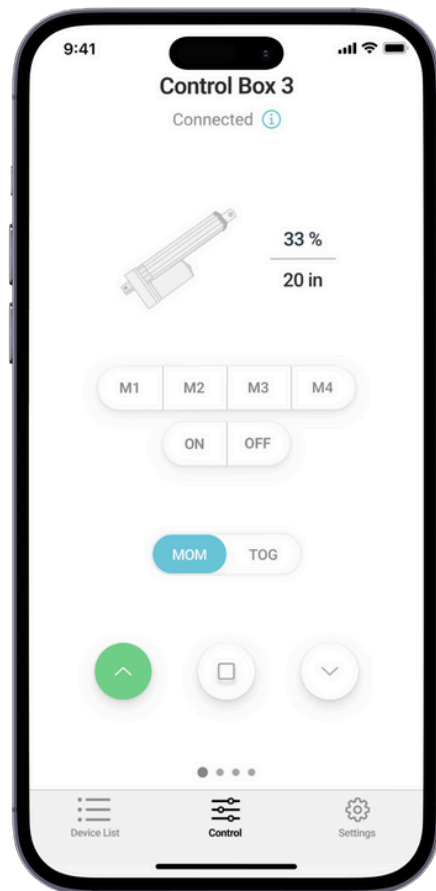 9:41
Control Box 3
Connected
33 %
20 in
M1 M2 M3 M4
ON OFF
MOM TOG
Device List Control Settings